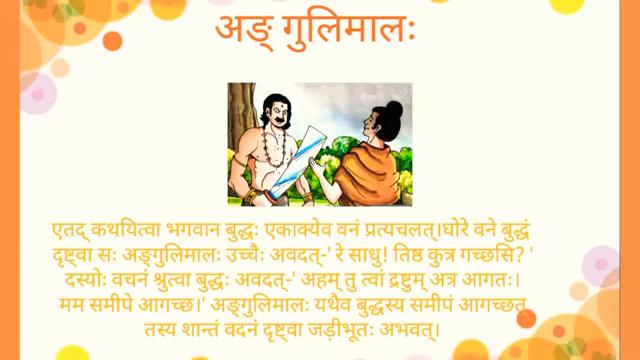 अङ् गुलिमालः
एतद् कथयित्वा भगवान बुद्धः एकाक्येव वनं प्रत्यचलत्।घोरे वने बुद्धं
दृष्ट्वा सः अङ्गुलिमालः उच्चैः अवदत्-' रे साधु! तिष्ठ कुत्र गच्छसि? '
दस्योः वचनं श्रुत्वा बुद्धः अवदत्-' अहम् तु त्वां द्रष्टुम् अत्र आगतः।
मम समीपे आगच्छ।' अङ्गुलिमालः यथैव बुद्धस्य समीपं आगच्छत्
तस्य शान्तं वदनं दृष्ट्वा जड़ीभूतः अभवत्।